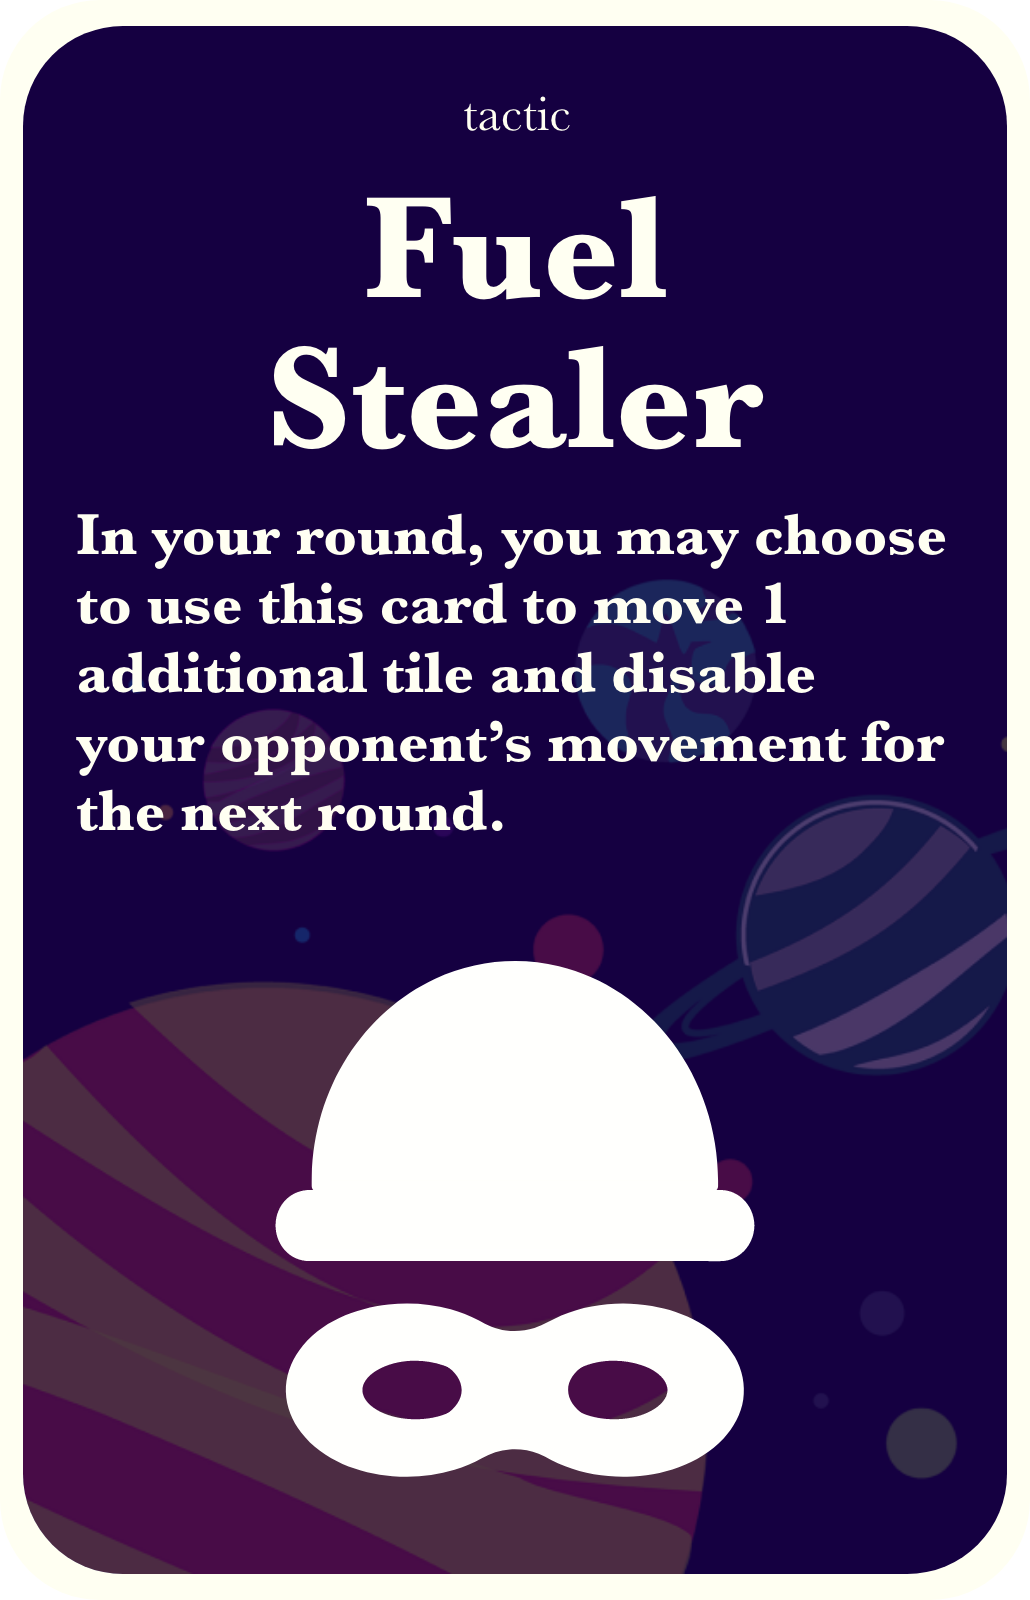 tactic
Fuel
Stealer
In your round, you may choose
to use this card to move 1
additional tile and disable
your opponent’s movement for
the next round.